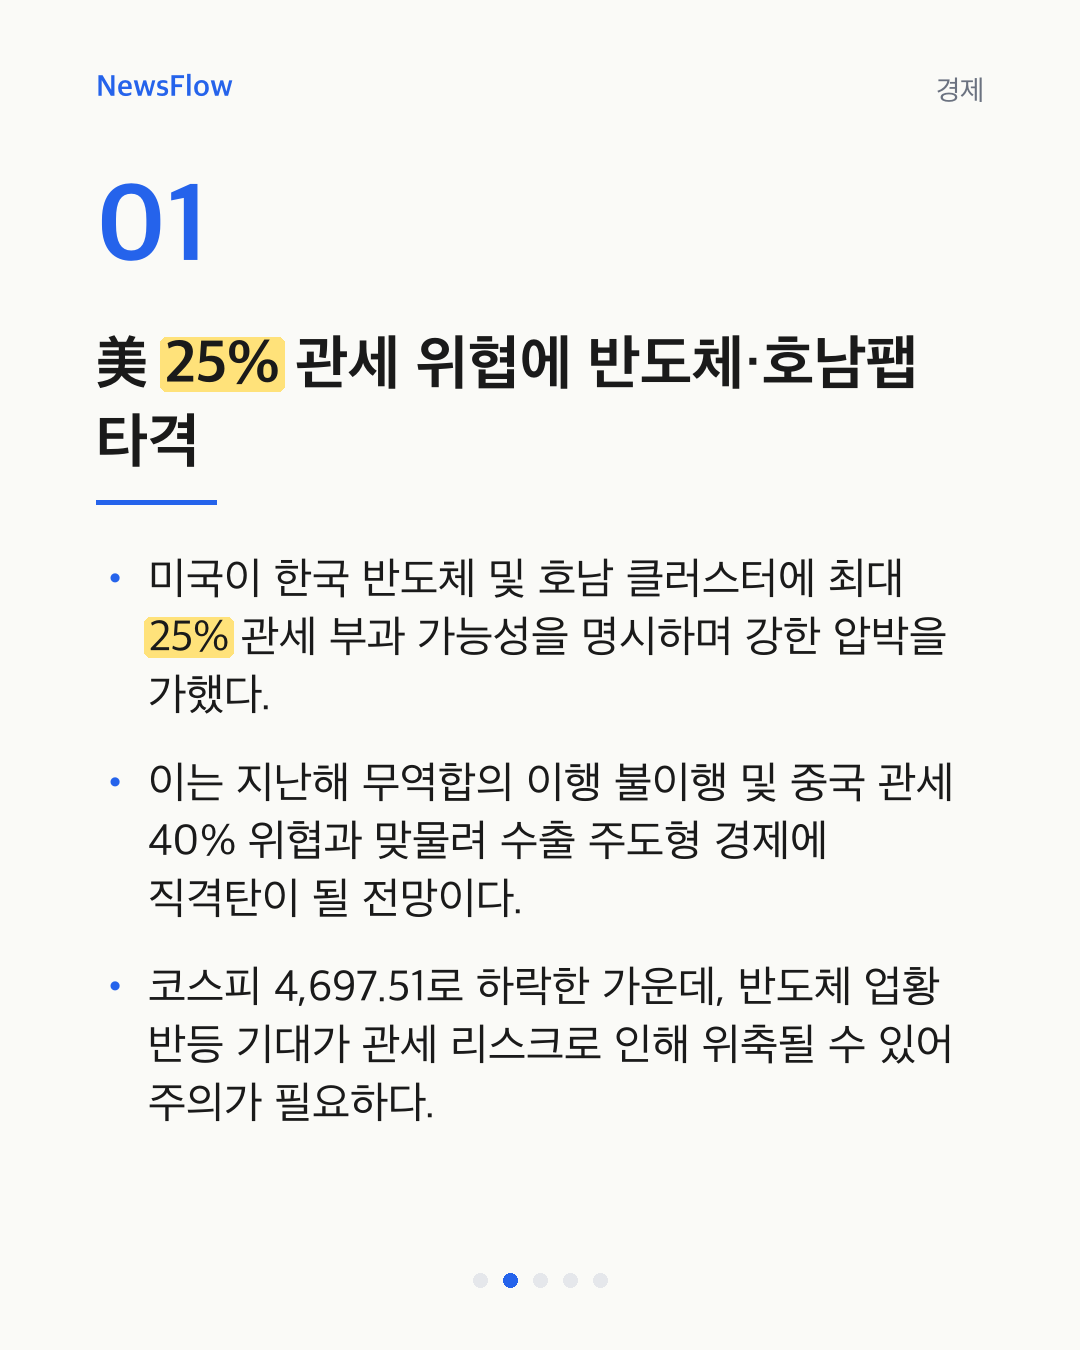 NewsFlow
경제
01
美 25% 관세 위협에 반도체·호남팹
타격
• 미국이 한국 반도체 및 호남 클러스터에 최대
25% 관세 부과 가능성을 명시하며 강한 압박을
가했다.
• 이는 지난해 무역합의 이행 불이행 및 중국 관세
40% 위협과 맞물려 수출 주도형 경제에
직격탄이 될 전망이다.
• 코스피 4,697.51로 하락한 가운데, 반도체 업황
반등 기대가 관세 리스크로 인해 위축될 수 있어
주의가 필요하다.